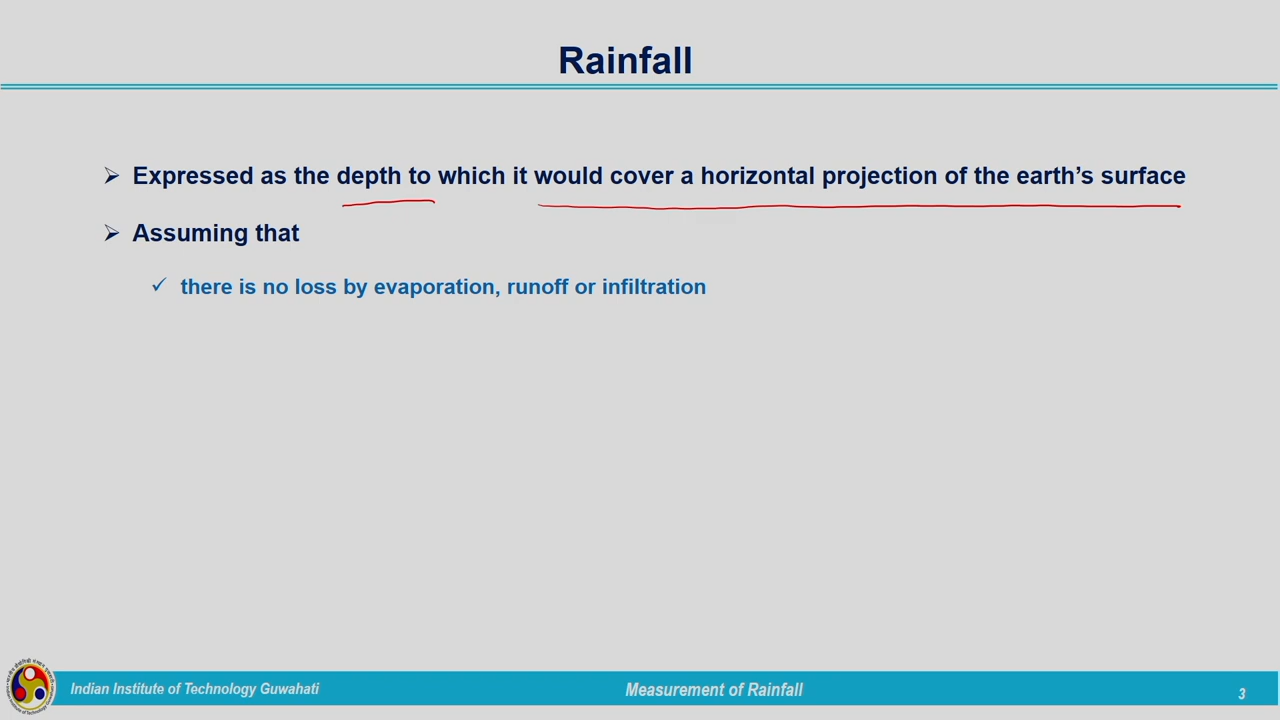 Rainfall
Expressed as the depth to which it would cover a horizontal projection of the earth’s surface
Assuming that
there is no loss by evaporation, runoff or infiltration
Indian Institute of Technology Guwahati
Measurement of Rainfall
3